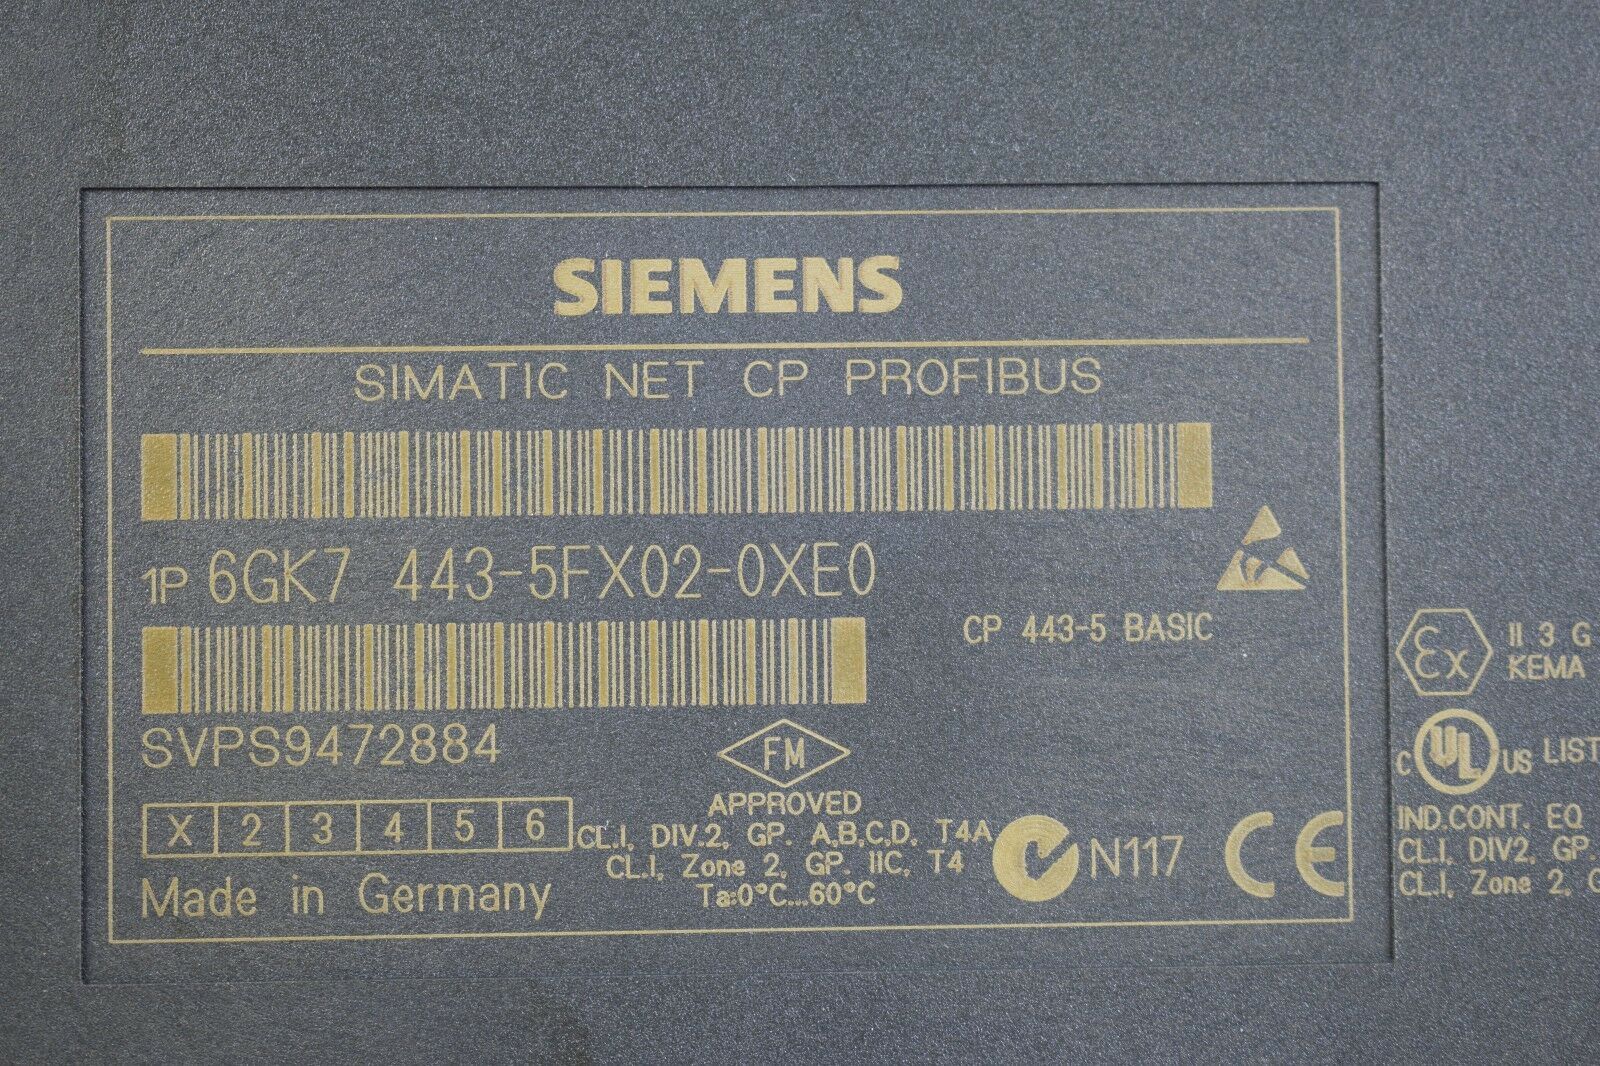 SIEMENS
SIMATIC NET CP PROFIBUS
1P 6GK7 443-5FX02-0XE0
CP 443-5 BASIC
SVPS9472884
FM
APPROVED
X 2 3 4 5 6
CL.I, DIV.2, GP. A,B,C,D, T4A
CL.I, Zone 2, GP. IIC, T4
Ta:0°C...60°C
Made in Germany
N117
CE
Ex
II 3 G
KEMA
C UL US LIST
IND.CONT. EQ
CL.I, DIV2, GP.
CL.I, Zone 2, G